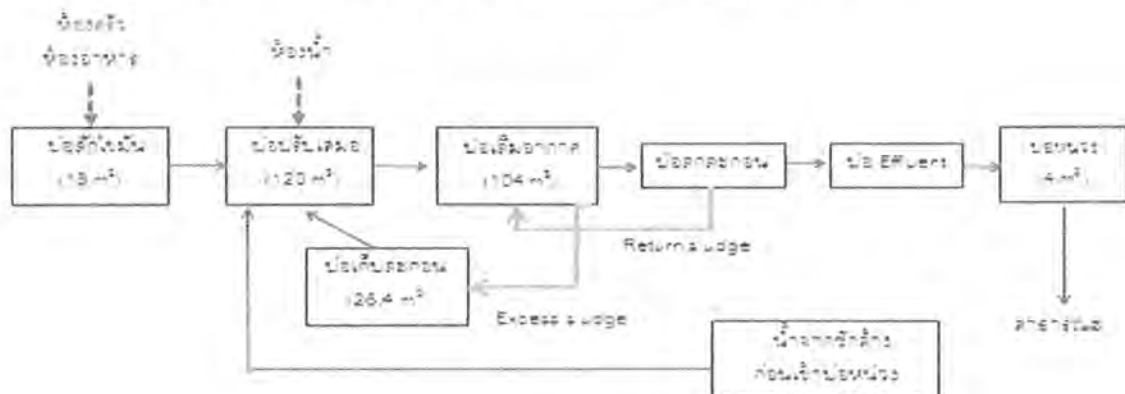 ห้องครัว
ห้องอาหาร
ห้องน้ำ
บ่อดักไขมัน
(18 m³)
บ่อปรับเสมอ
(120 m³)
บ่อเติมอากาศ
(104 m³)
บ่อตกตะกอน
บ่อ Effluent
บ่อหน่วง
(4 m³)
Return sludge
บ่อเก็บตะกอน
(26.4 m³)
Excess sludge
สาธารณะ
น้ำจากซักล้าง
ก่อนเข้าบ่อหน่วง